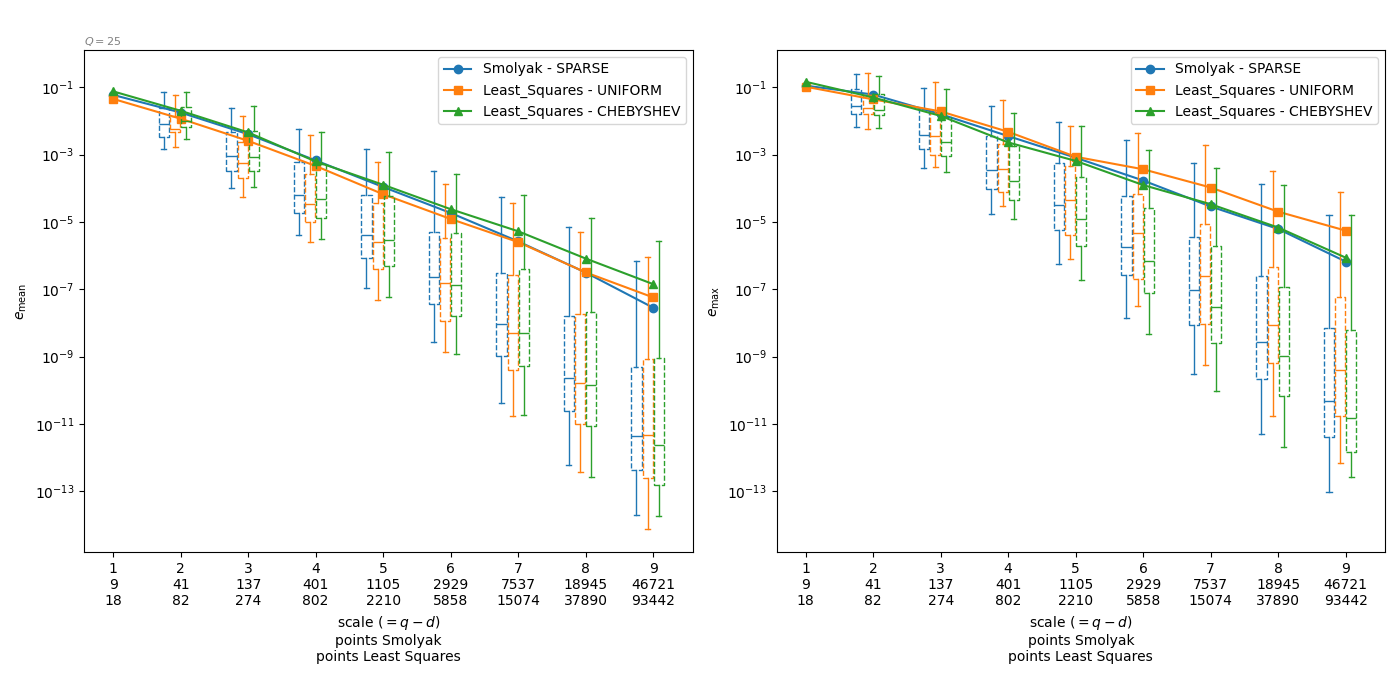 Q = 25
Smolyak - SPARSE
Least_Squares - UNIFORM
Least_Squares - CHEBYSHEV
10⁻¹
10⁻³
10⁻⁵
10⁻⁷
10⁻⁹
10⁻¹¹
10⁻¹³
e_mean
1 2 3 4 5 6 7 8 9
9 41 137 401 1105 2929 7537 18945 46721
18 82 274 802 2210 5858 15074 37890 93442
scale (= q − d)
points Smolyak
points Least Squares
Smolyak - SPARSE
Least_Squares - UNIFORM
Least_Squares - CHEBYSHEV
10⁻¹
10⁻³
10⁻⁵
10⁻⁷
10⁻⁹
10⁻¹¹
10⁻¹³
e_max
1 2 3 4 5 6 7 8 9
9 41 137 401 1105 2929 7537 18945 46721
18 82 274 802 2210 5858 15074 37890 93442
scale (= q − d)
points Smolyak
points Least Squares